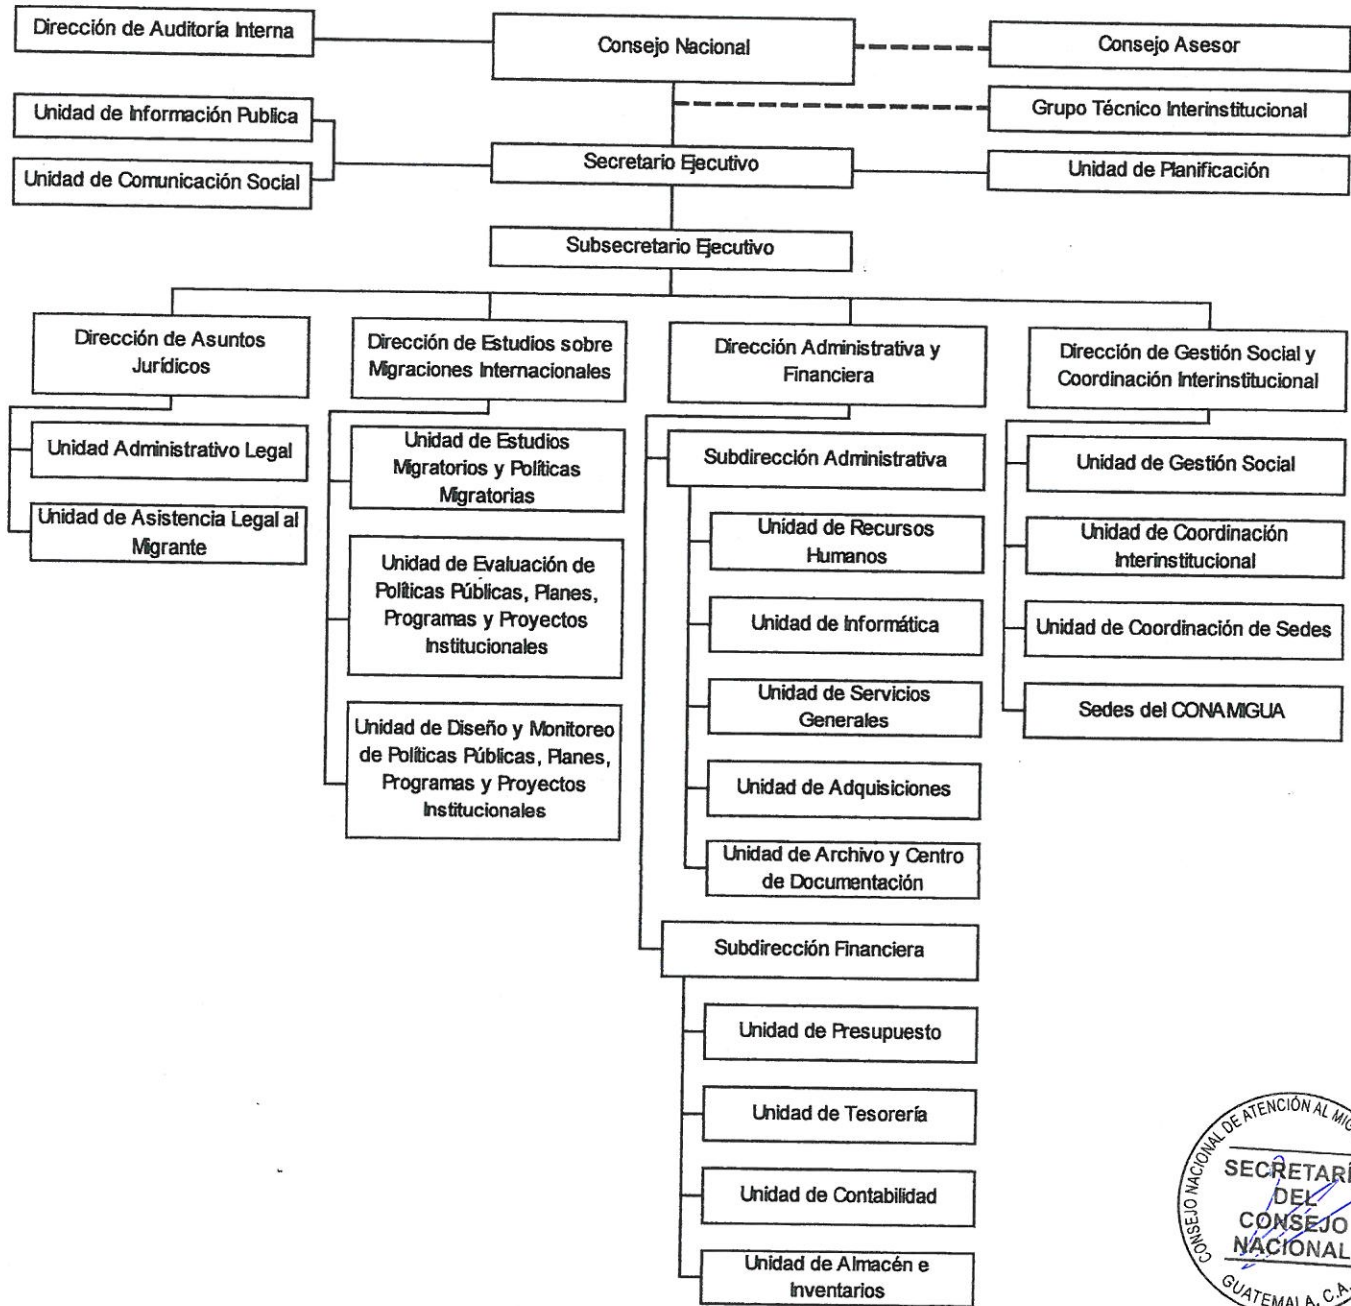 Dirección de Auditoría Interna
Consejo Nacional
Consejo Asesor
Unidad de Información Publica
Grupo Técnico Interinstitucional
Unidad de Comunicación Social
Secretario Ejecutivo
Unidad de Planificación
Subsecretario Ejecutivo
Dirección de Asuntos
Jurídicos
Unidad Administrativo Legal
Unidad de Asistencia Legal al
Migrante
Dirección de Estudios sobre
Migraciones Internacionales
Unidad de Estudios
Migratorios y Políticas
Migratorias
Unidad de Evaluación de
Políticas Públicas, Planes,
Programas y Proyectos
Institucionales
Unidad de Diseño y Monitoreo
de Políticas Públicas, Planes,
Programas y Proyectos
Institucionales
Dirección Administrativa y
Financiera
Subdirección Administrativa
Unidad de Recursos
Humanos
Unidad de Informática
Unidad de Servicios
Generales
Unidad de Adquisiciones
Unidad de Archivo y Centro
de Documentación
Subdirección Financiera
Unidad de Presupuesto
Unidad de Tesorería
Unidad de Contabilidad
Unidad de Almacén e
Inventarios
Dirección de Gestión Social y
Coordinación Interinstitucional
Unidad de Gestión Social
Unidad de Coordinación
Interinstitucional
Unidad de Coordinación de Sedes
Sedes del CONAMIGUA
CONSEJO NACIONAL DE ATENCIÓN AL MIG
SECRETARÍ
DEL
CONSEJO
NACIONAL
GUATEMALA, C.A.